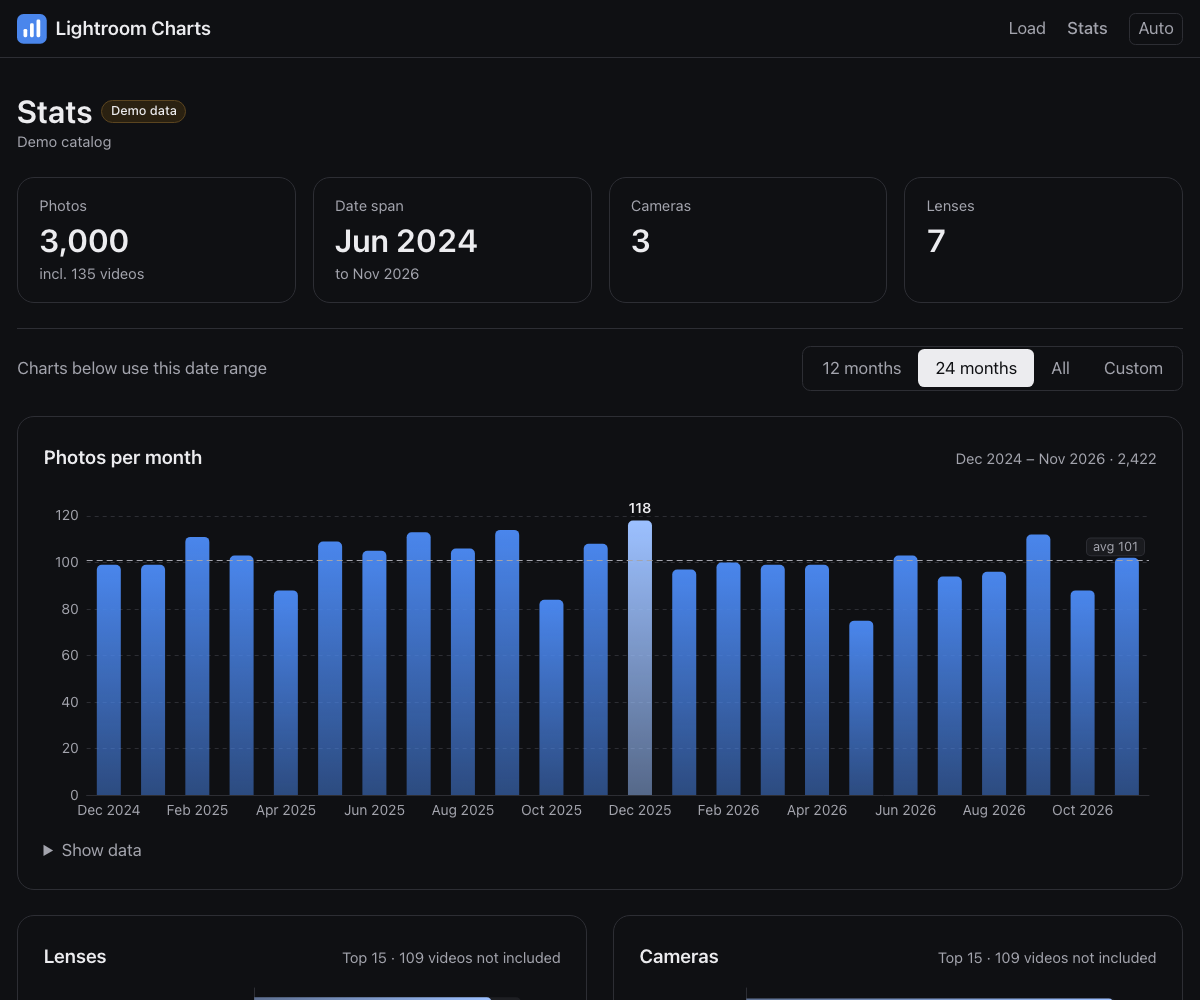 Lightroom Charts
Load Stats Auto
Stats Demo data
Demo catalog
Photos
3,000
incl. 135 videos
Date span
Jun 2024
to Nov 2026
Cameras
3
Lenses
7
Charts below use this date range
12 months 24 months All Custom
Photos per month
Dec 2024 – Nov 2026 · 2,422
118
120
avg 101
100
80
60
40
20
0
Dec 2024 Feb 2025 Apr 2025 Jun 2025 Aug 2025 Oct 2025 Dec 2025 Feb 2026 Apr 2026 Jun 2026 Aug 2026 Oct 2026
Show data
Lenses
Top 15 · 109 videos not included
Cameras
Top 15 · 109 videos not included